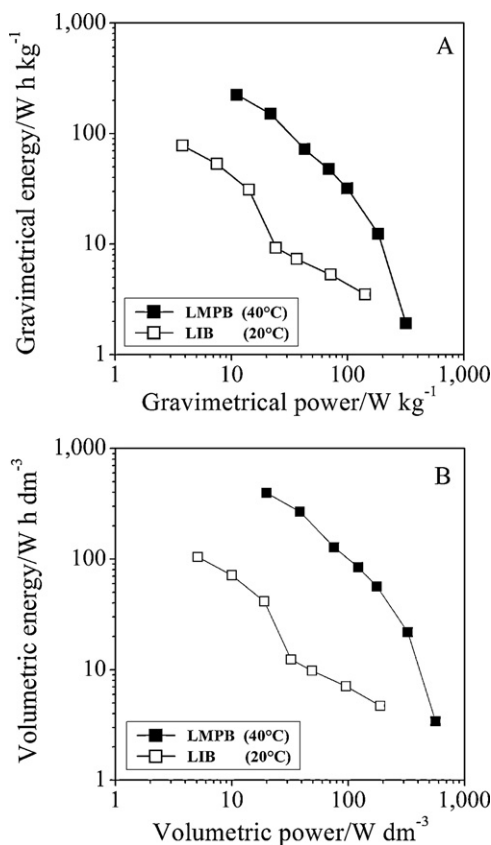 1,000
A
100
10
1
Gravimetrical energy/W h kg⁻¹
LMPB (40°C)
LIB (20°C)
1 10 100 1,000
Gravimetrical power/W kg⁻¹
1,000
B
100
10
1
Volumetric energy/W h dm⁻³
LMPB (40°C)
LIB (20°C)
1 10 100 1,000
Volumetric power/W dm⁻³